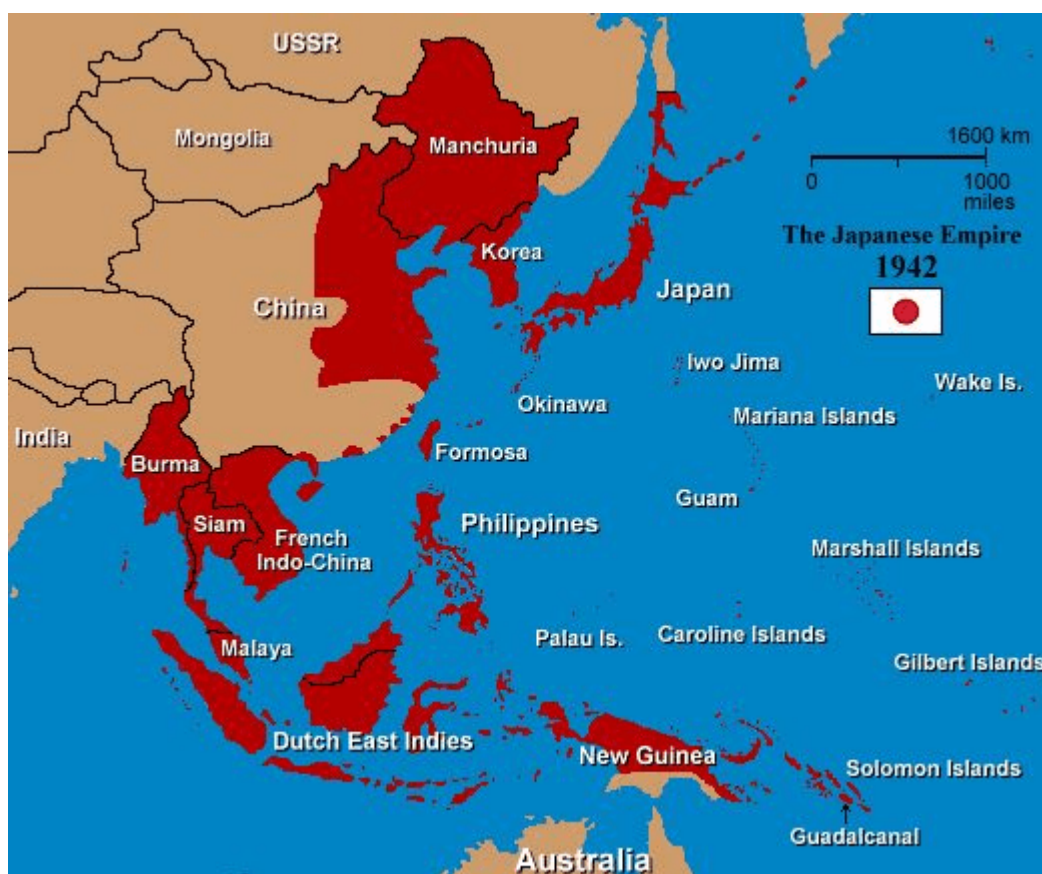 USSR
Mongolia
Manchuria
1600 km
0
1000
miles
The Japanese Empire
1942
Korea
Japan
China
Iwo Jima
Wake Is.
Okinawa
Mariana Islands
India
Burma
Formosa
Guam
Siam
Philippines
French
Indo-China
Marshall Islands
Palau Is.
Caroline Islands
Malaya
Gilbert Islands
Dutch East Indies
New Guinea
Solomon Islands
Guadalcanal
Australia